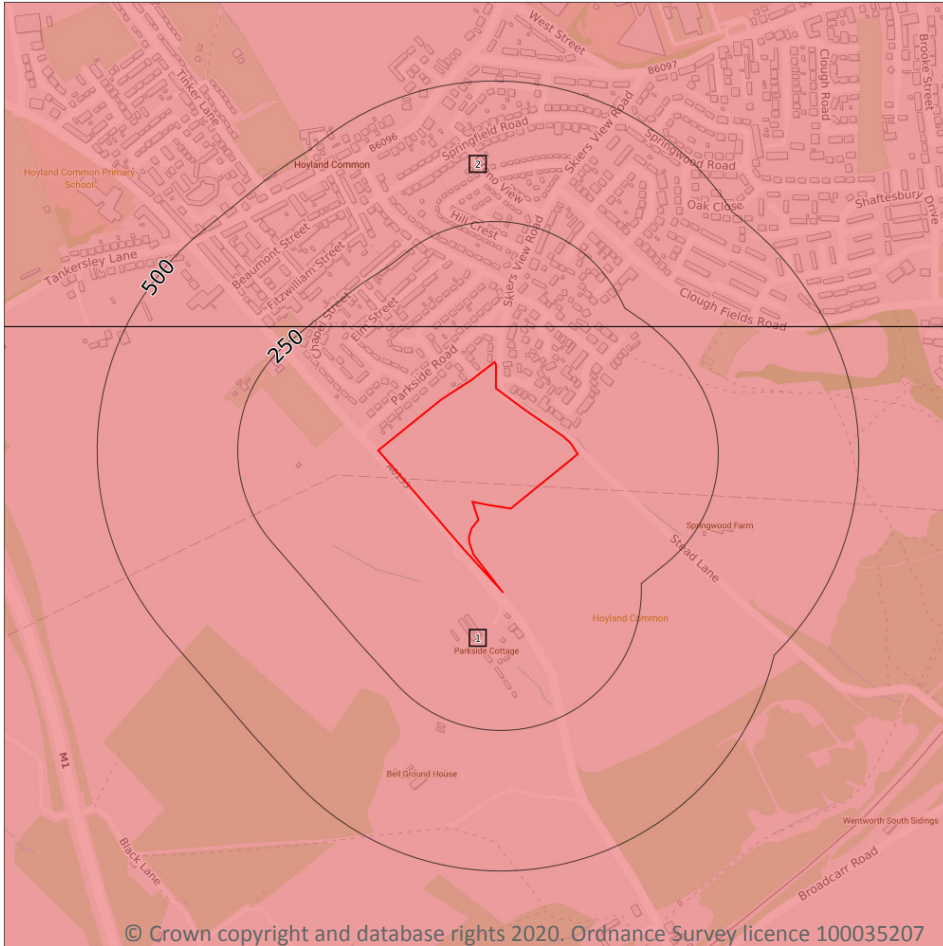 West Street
B6097
Brooke Street
Clough Road
Tinker Lane
B6096
Springfield Road
Skiers View Road
Springwood Road
Hoyland Common
2
Hoyland Common Primary
School
no View
Oak Close
Shaftesbury Drive
Hill Crest
Beaumont Street
Tankersley Lane
Fitzwilliam Street
Skiers View Road
500
Chapel Street
Elm Street
Clough Fields Road
250
Parkside Road
A6135
Springwood Farm
Stead Lane
Hoyland Common
1
Parkside Cottage
M1
Bell Ground House
Wentworth South Sidings
Black Lane
Broadcarr Road
© Crown copyright and database rights 2020. Ordnance Survey licence 100035207